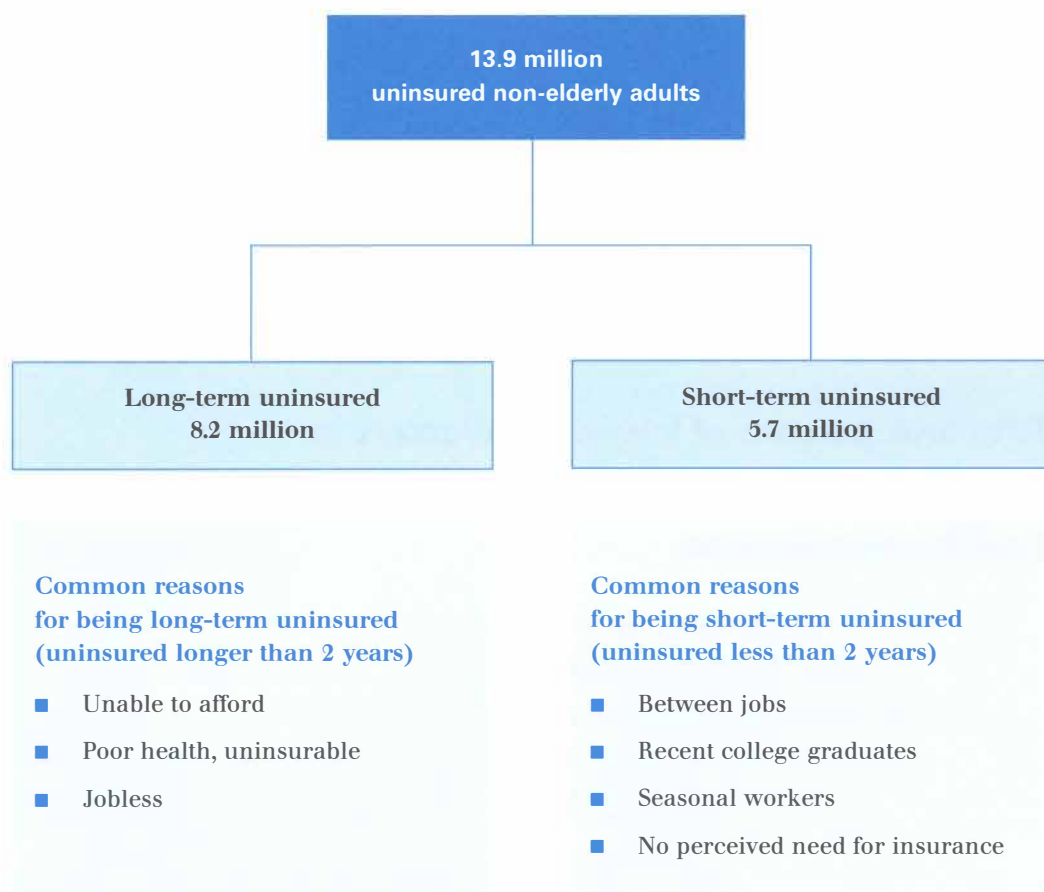 13.9 million
uninsured non-elderly adults
Long-term uninsured
8.2 million
Short-term uninsured
5.7 million
Common reasons
for being long-term uninsured
(uninsured longer than 2 years)
■ Unable to afford
■ Poor health, uninsurable
■ Jobless
Common reasons
for being short-term uninsured
(uninsured less than 2 years)
■ Between jobs
■ Recent college graduates
■ Seasonal workers
■ No perceived need for insurance